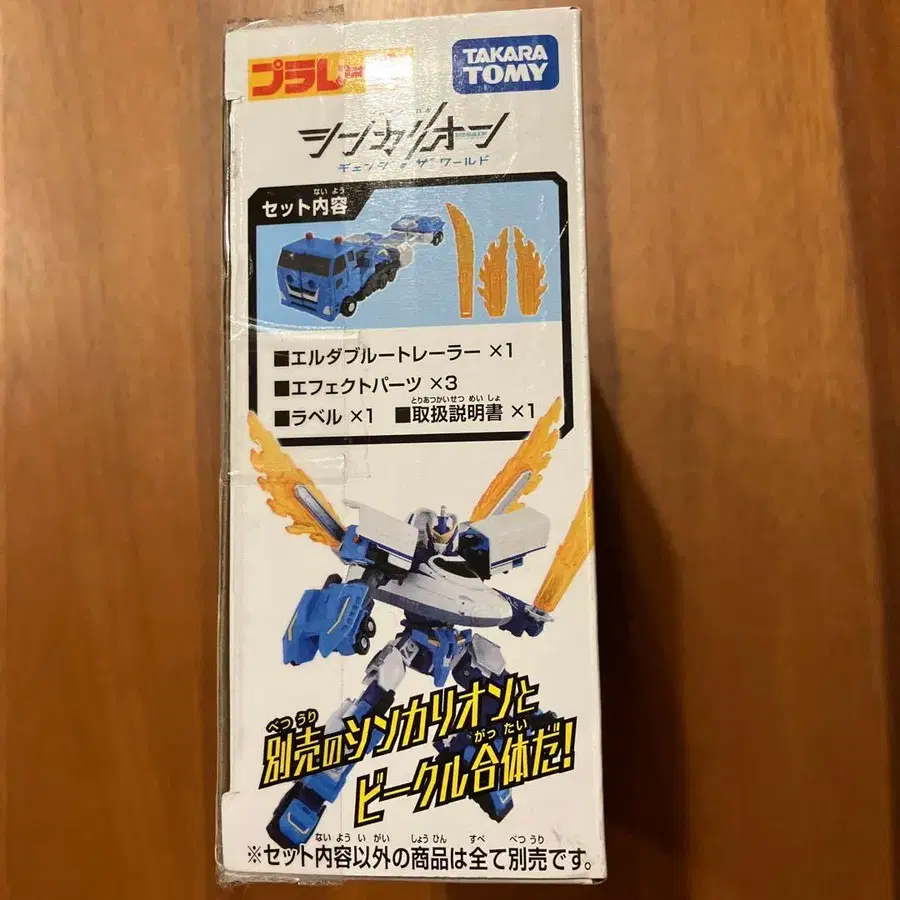 プラレ
TAKARA
TOMY
シンカリオン
チェンジ ザ ワールド
ないよう
セット内容
■エルダブルートレーラー ×1
■エフェクトパーツ ×3
とりあつかいせつめいしょ
■ラベル ×1 ■取扱説明書 ×1
べつうり
別売のシンカリオンと
がったい
ビークル合体だ!
ないよういがい しょうひん すべ べつうり
※セット内容以外の商品は全て別売です。